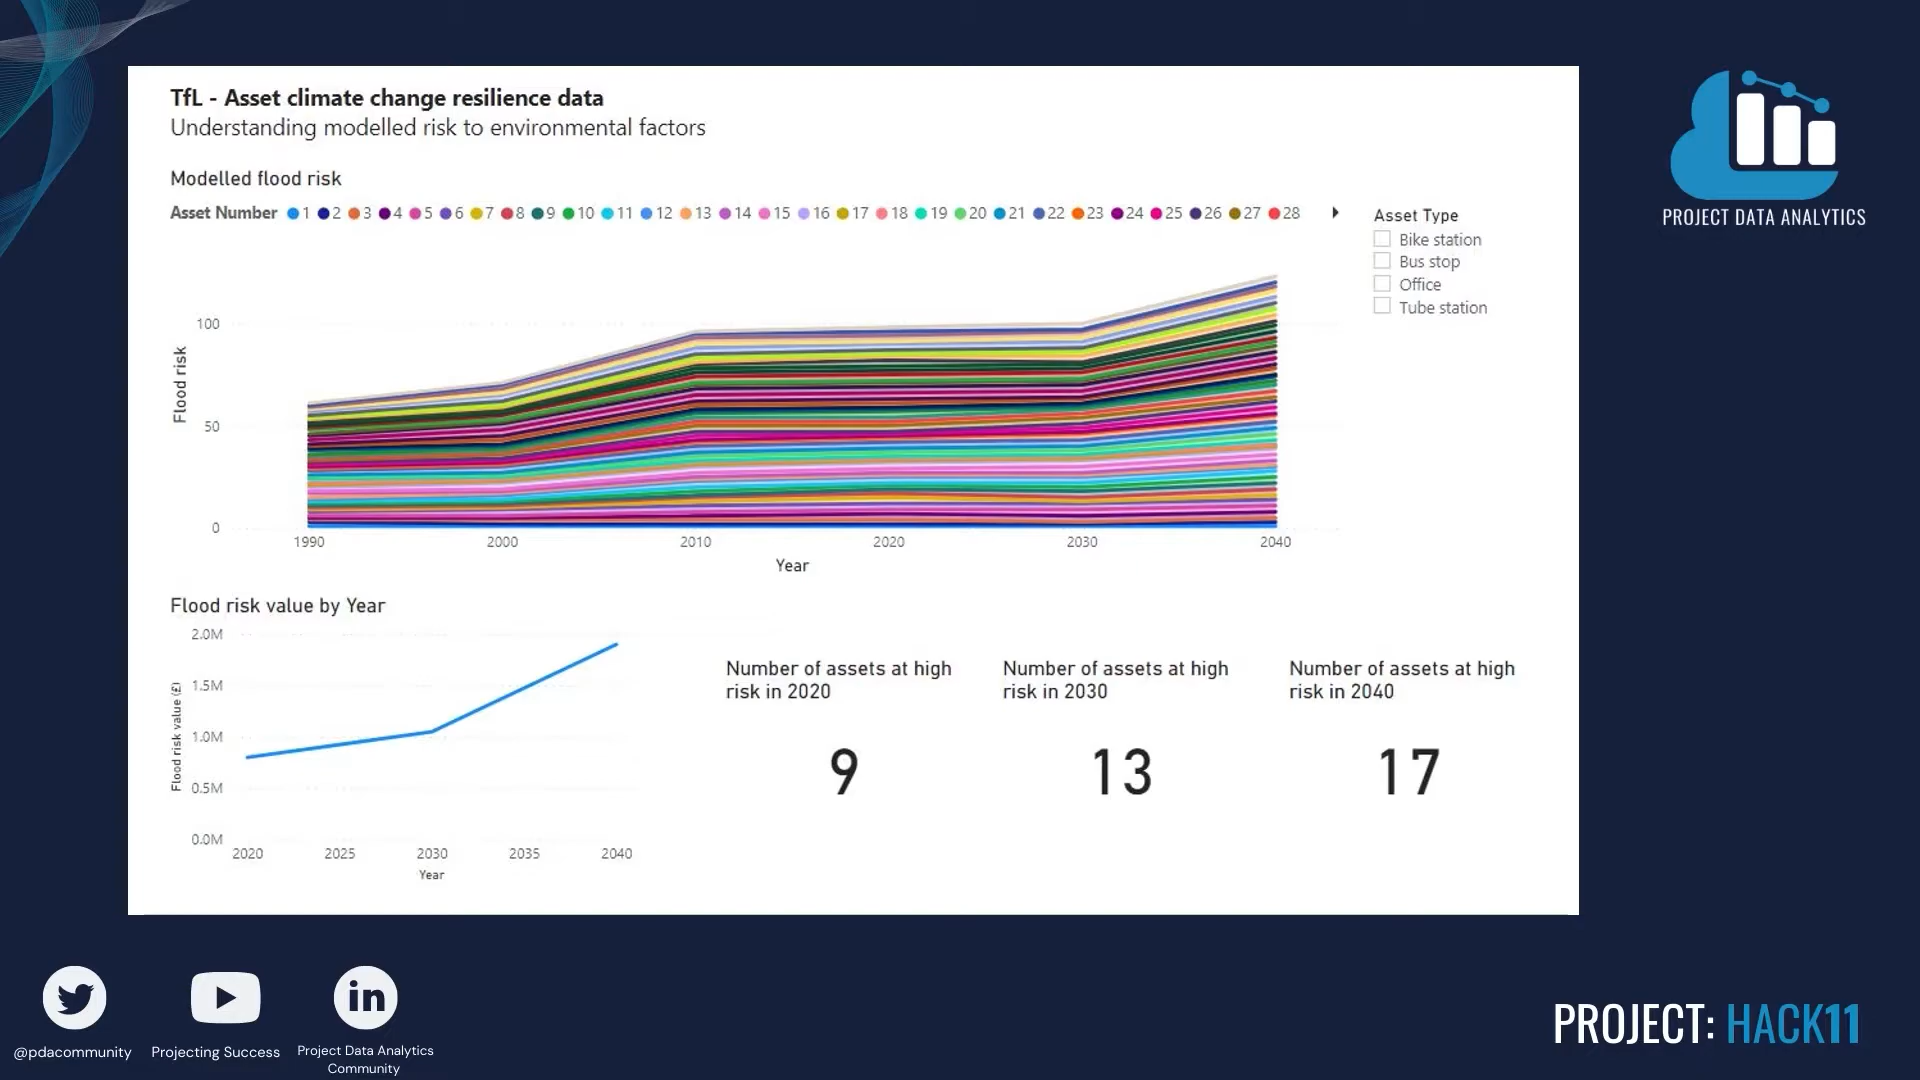 TfL - Asset climate change resilience data
Understanding modelled risk to environmental factors
Modelled flood risk
Asset Number 1 2 3 4 5 6 7 8 9 10 11 12 13 14 15 16 17 18 19 20 21 22 23 24 25 26 27 28
Asset Type
Bike station
Bus stop
Office
Tube station
PROJECT DATA ANALYTICS
Flood risk
100
50
0
1990 2000 2010 2020 2030 2040
Year
Flood risk value by Year
Flood risk value (£)
2.0M
1.5M
1.0M
0.5M
0.0M
2020 2025 2030 2035 2040
Year
Number of assets at high
risk in 2020
9
Number of assets at high
risk in 2030
13
Number of assets at high
risk in 2040
17
in
@pdacommunity
Projecting Success
Project Data Analytics
Community
PROJECT: HACK11